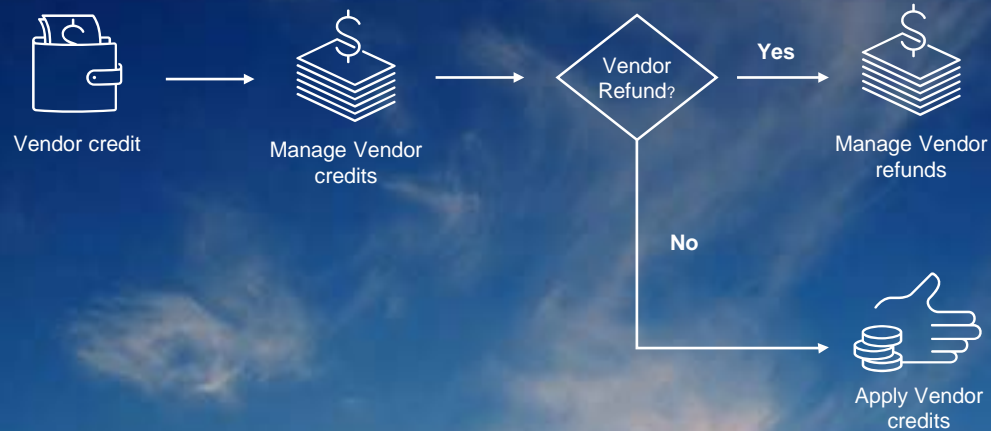 Vendor credit
Manage Vendor
credits
Vendor
Refund?
Yes
Manage Vendor
refunds
No
Apply Vendor
credits